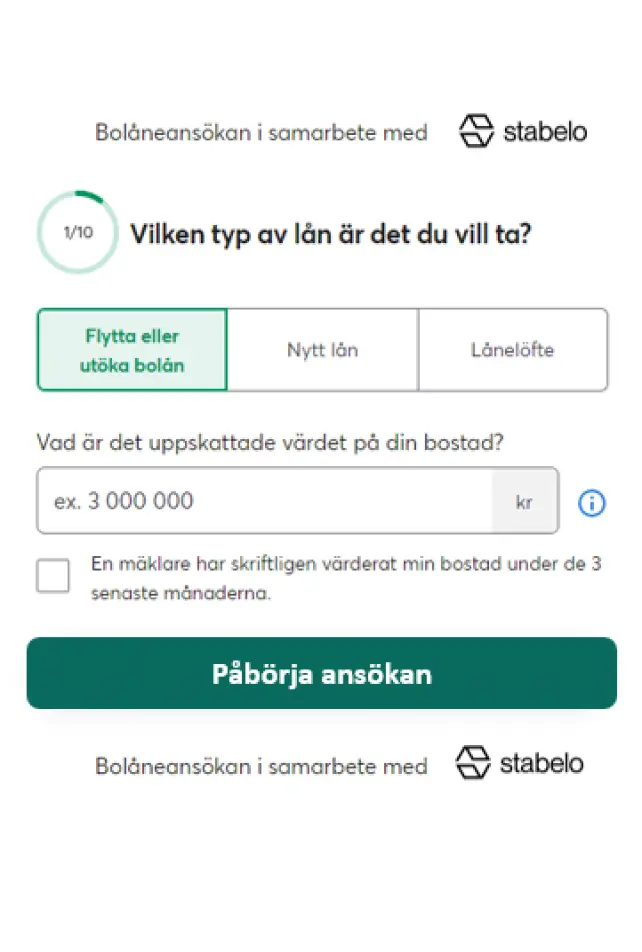 Bolåneansökan i samarbete med stabelo
1/10 Vilken typ av lån är det du vill ta?
Flytta eller
utöka bolån
Nytt lån
Lånelöfte
Vad är det uppskattade värdet på din bostad?
ex. 3 000 000 kr
En mäklare har skriftligen värderat min bostad under de 3
senaste månaderna.
Påbörja ansökan
Bolåneansökan i samarbete med stabelo